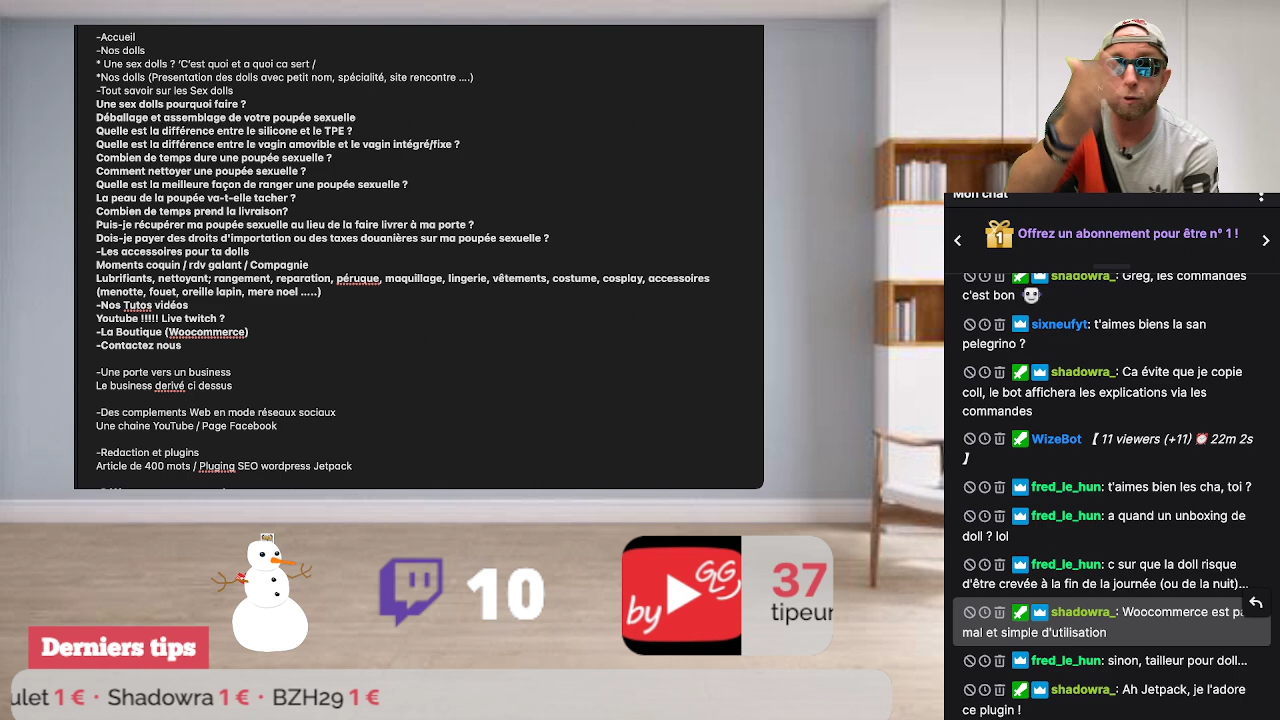 -Accueil
-Nos dolls
* Une sex dolls ? 'C'est quoi et a quoi ca sert /
*Nos dolls (Presentation des dolls avec petit nom, spécialité, site rencontre ....)
-Tout savoir sur les Sex dolls
Une sex dolls pourquoi faire ?
Déballage et assemblage de votre poupée sexuelle
Quelle est la différence entre le silicone et le TPE ?
Quelle est la différence entre le vagin amovible et le vagin intégré/fixe ?
Combien de temps dure une poupée sexuelle ?
Comment nettoyer une poupée sexuelle ?
Quelle est la meilleure façon de ranger une poupée sexuelle ?
La peau de la poupée va-t-elle tacher ?
Combien de temps prend la livraison?
Puis-je récupérer ma poupée sexuelle au lieu de la faire livrer à ma porte ?
Dois-je payer des droits d'importation ou des taxes douanières sur ma poupée sexuelle ?
-Les accessoires pour ta dolls
Moments coquin / rdv galant / Compagnie
Lubrifiants, nettoyant; rangement, reparation, péruque, maquillage, lingerie, vêtements, costume, cosplay, accessoires
(menotte, fouet, oreille lapin, mere noel .....)
-Nos Tutos vidéos
Youtube !!!!! Live twitch ?
-La Boutique (Woocommerce)
-Contactez nous
-Une porte vers un business
Le business derivé ci dessus
-Des complements Web en mode réseaux sociaux
Une chaine YouTube / Page Facebook
-Redaction et plugins
Article de 400 mots / Pluging SEO wordpress Jetpack
Mon chat
1
Offrez un abonnement pour être n° 1 !
shadowra_: Greg, les commandes
c'est bon
sixneufyt: t'aimes biens la san
pelegrino ?
shadowra_: Ca évite que je copie
coll, le bot affichera les explications via les
commandes
WizeBot 【 11 viewers (+11) ⏰ 22m 2s
】
fred_le_hun: t'aimes bien les cha, toi ?
fred_le_hun: a quand un unboxing de
doll ? lol
fred_le_hun: c sur que la doll risque
d'être crevée à la fin de la journée (ou de la nuit)...
shadowra_: Woocommerce est pa
mal et simple d'utilisation
fred_le_hun: sinon, tailleur pour doll...
shadowra_: Ah Jetpack, je l'adore
ce plugin !
10
by GG
37
tipeur
Derniers tips
ulet 1 € · Shadowra 1 € · BZH29 1 €